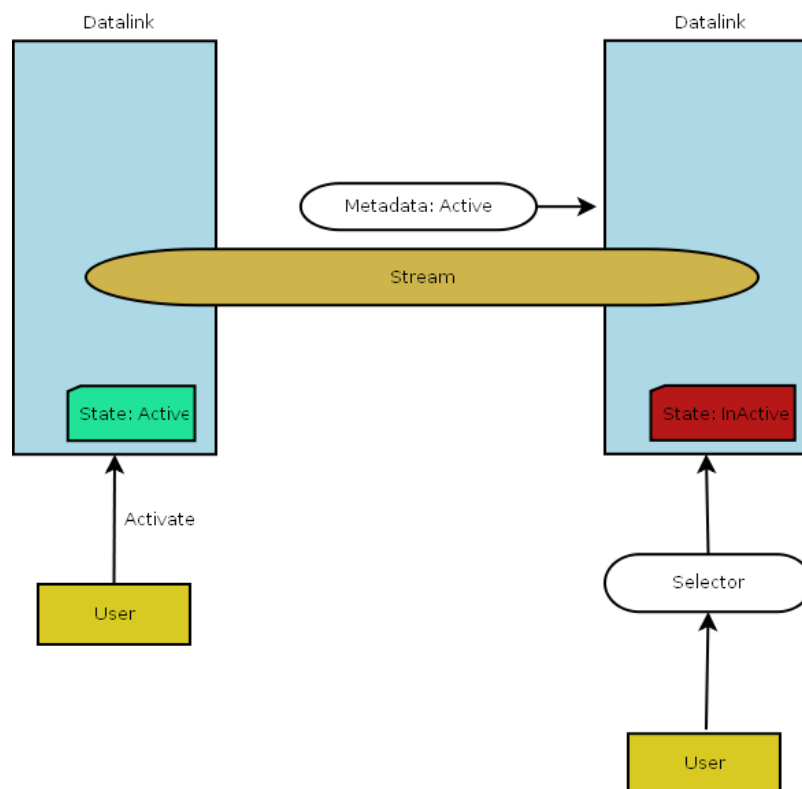 Datalink
Datalink
Metadata: Active
Stream
State: Active
State: InActive
Activate
Selector
User
User